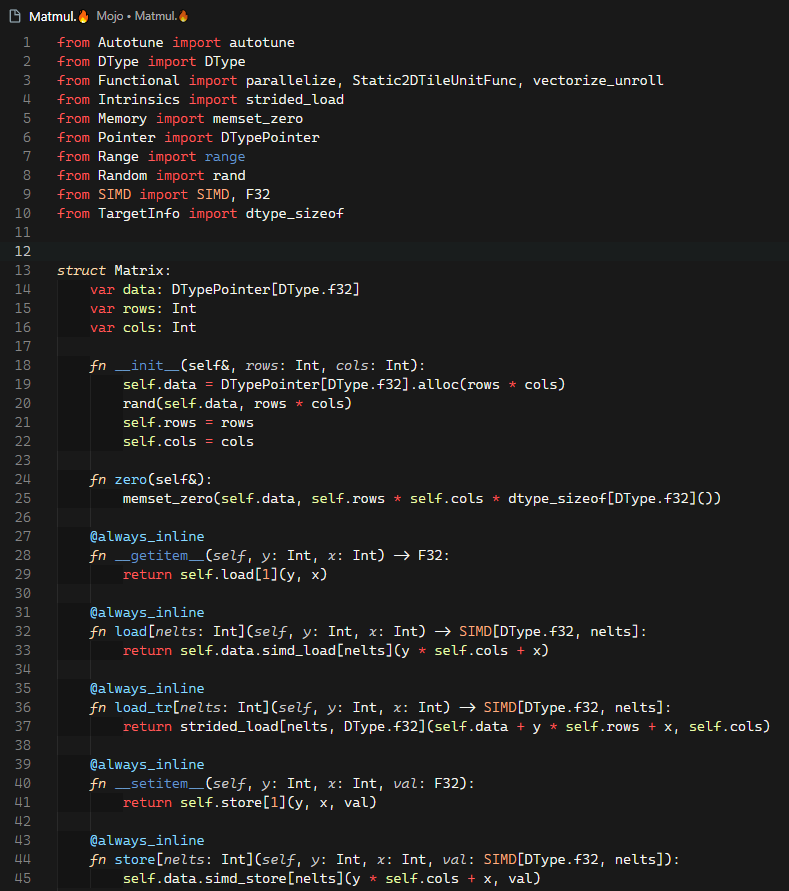 Matmul.🔥 Mojo • Matmul.🔥
1 from Autotune import autotune
2 from DType import DType
3 from Functional import parallelize, Static2DTileUnitFunc, vectorize_unroll
4 from Intrinsics import strided_load
5 from Memory import memset_zero
6 from Pointer import DTypePointer
7 from Range import range
8 from Random import rand
9 from SIMD import SIMD, F32
10 from TargetInfo import dtype_sizeof
11
12
13 struct Matrix:
14     var data: DTypePointer[DType.f32]
15     var rows: Int
16     var cols: Int
17
18     fn __init__(self&, rows: Int, cols: Int):
19         self.data = DTypePointer[DType.f32].alloc(rows * cols)
20         rand(self.data, rows * cols)
21         self.rows = rows
22         self.cols = cols
23
24     fn zero(self&):
25         memset_zero(self.data, self.rows * self.cols * dtype_sizeof[DType.f32]())
26
27     @always_inline
28     fn __getitem__(self, y: Int, x: Int) → F32:
29         return self.load[1](y, x)
30
31     @always_inline
32     fn load[nelts: Int](self, y: Int, x: Int) → SIMD[DType.f32, nelts]:
33         return self.data.simd_load[nelts](y * self.cols + x)
34
35     @always_inline
36     fn load_tr[nelts: Int](self, y: Int, x: Int) → SIMD[DType.f32, nelts]:
37         return strided_load[nelts, DType.f32](self.data + y * self.rows + x, self.cols)
38
39     @always_inline
40     fn __setitem__(self, y: Int, x: Int, val: F32):
41         return self.store[1](y, x, val)
42
43     @always_inline
44     fn store[nelts: Int](self, y: Int, x: Int, val: SIMD[DType.f32, nelts]):
45         self.data.simd_store[nelts](y * self.cols + x, val)